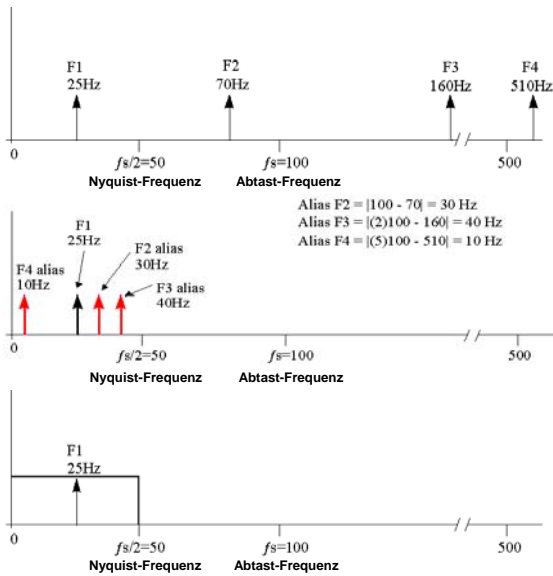 F1
25Hz
F2
70Hz
F3
160Hz
F4
510Hz
0
fs/2=50
fs=100
500
Nyquist-Frequenz
Abtast-Frequenz
Alias F2 = |100 - 70| = 30 Hz
Alias F3 = |(2)100 - 160| = 40 Hz
Alias F4 = |(5)100 - 510| = 10 Hz
F1
25Hz
F2 alias
30Hz
F4 alias
10Hz
F3 alias
40Hz
0
fs/2=50
fs=100
500
Nyquist-Frequenz
Abtast-Frequenz
F1
25Hz
0
fs/2=50
fs=100
500
Nyquist-Frequenz
Abtast-Frequenz